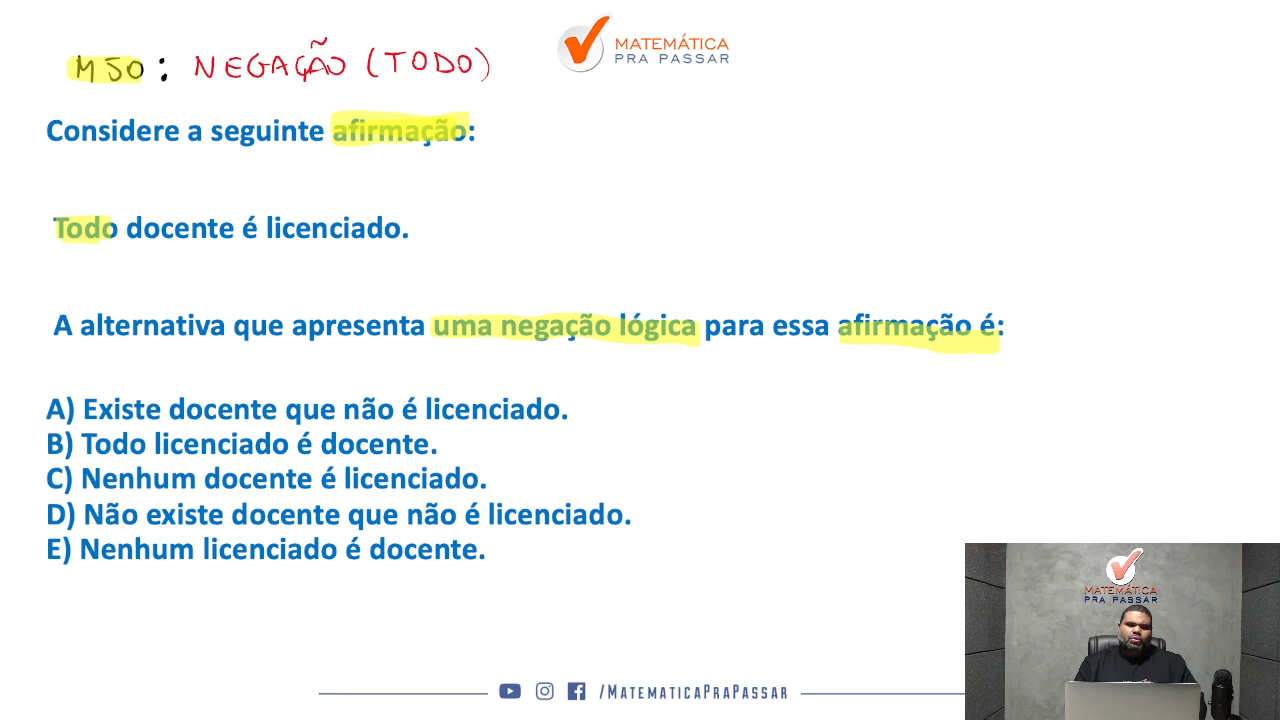 MATEMÁTICA
PRA PASSAR
MJO: NEGAÇÃO (TODO)
Considere a seguinte afirmação:
Todo docente é licenciado.
A alternativa que apresenta uma negação lógica para essa afirmação é:
A) Existe docente que não é licenciado.
B) Todo licenciado é docente.
C) Nenhum docente é licenciado.
D) Não existe docente que não é licenciado.
E) Nenhum licenciado é docente.
MATEMÁTICA
PRA PASSAR
/MATEMATICAPRAPASSAR